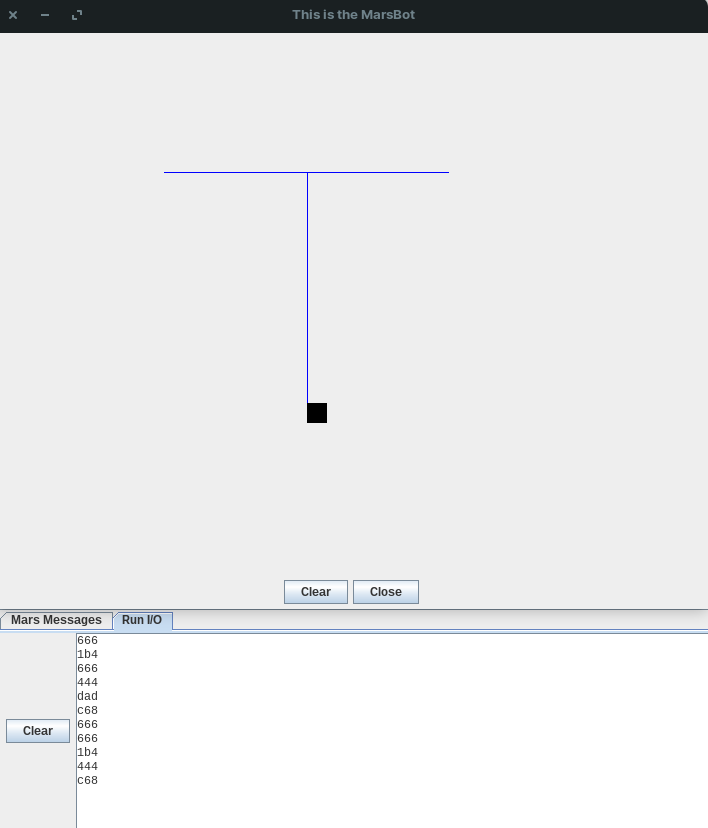 This is the MarsBot
Clear Close
Mars Messages Run I/O
666
1b4
666
444
dad
c68
666
666
1b4
444
c68
Clear